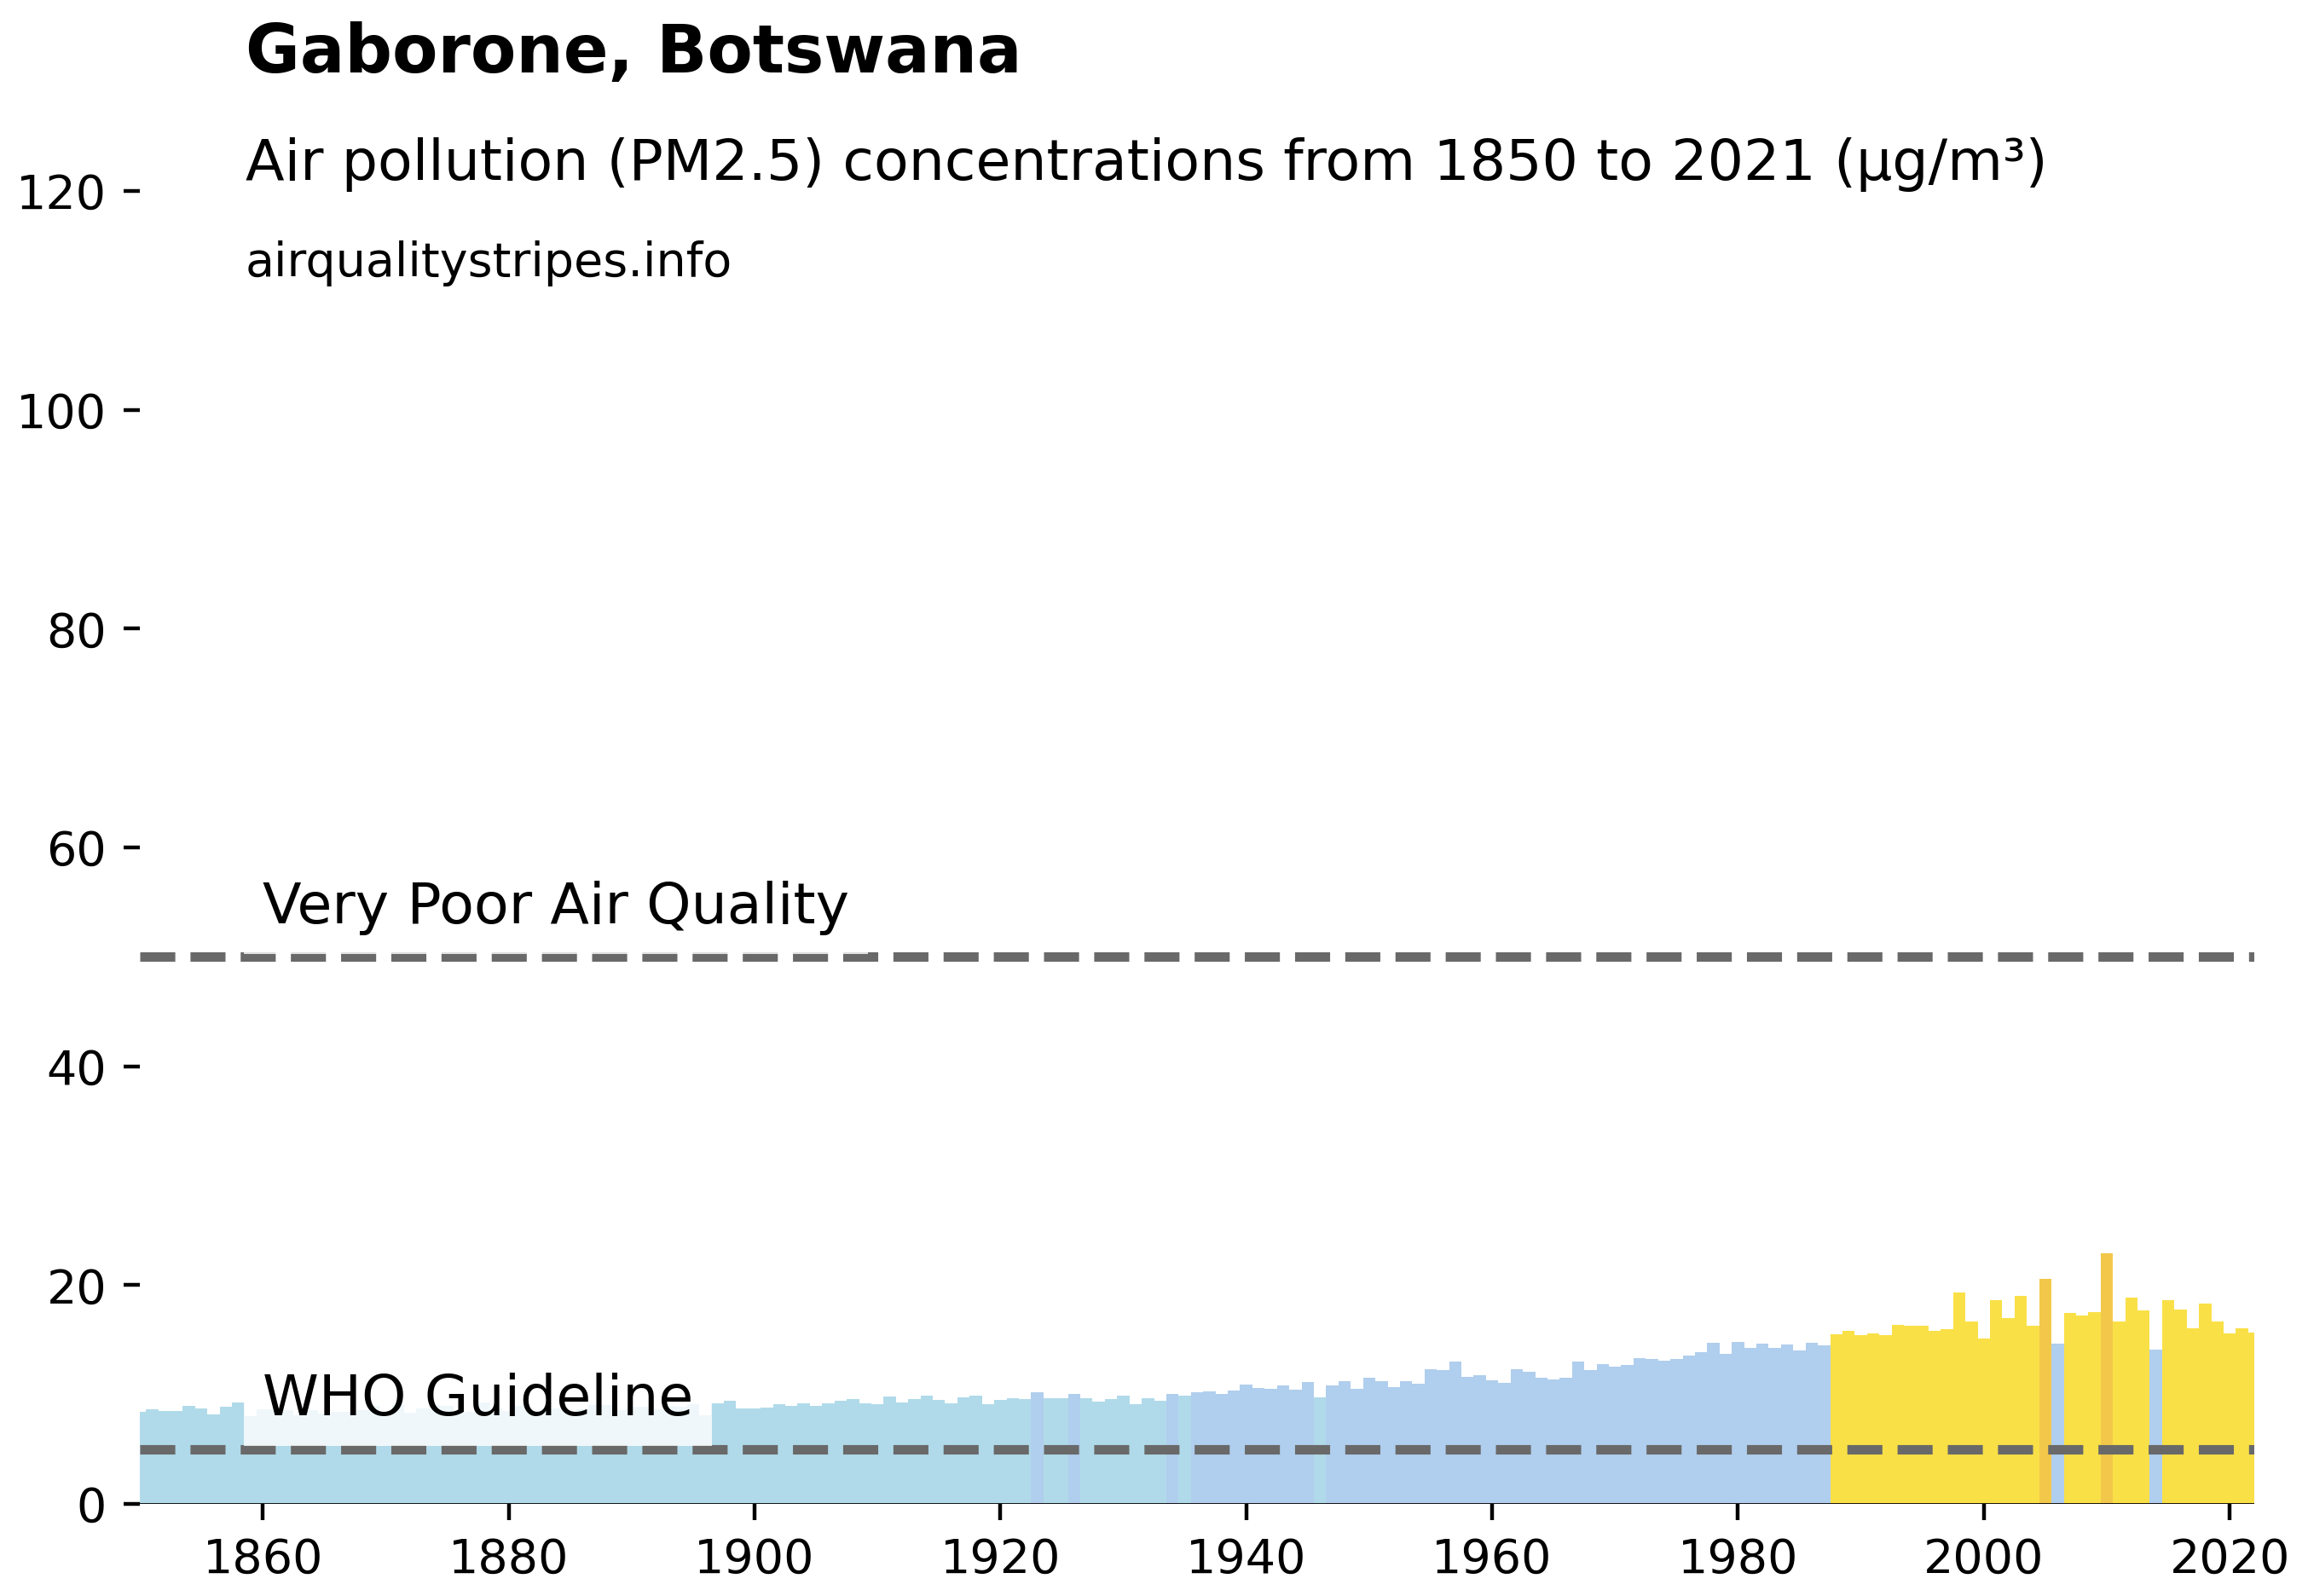 Gaborone, Botswana
Air pollution (PM2.5) concentrations from 1850 to 2021 (µg/m³)
airqualitystripes.info
120
100
80
60
Very Poor Air Quality
40
20
WHO Guideline
0
1860 1880 1900 1920 1940 1960 1980 2000 2020